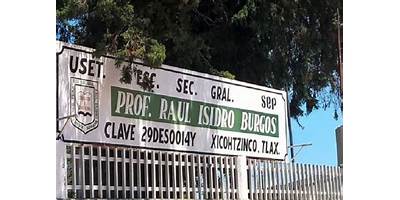 USET. ESC. SEC. GRAL. SEP
PROF. RAUL ISIDRO BURGOS
CLAVE 29DES0014Y XICOHTZINCO, TLAX.